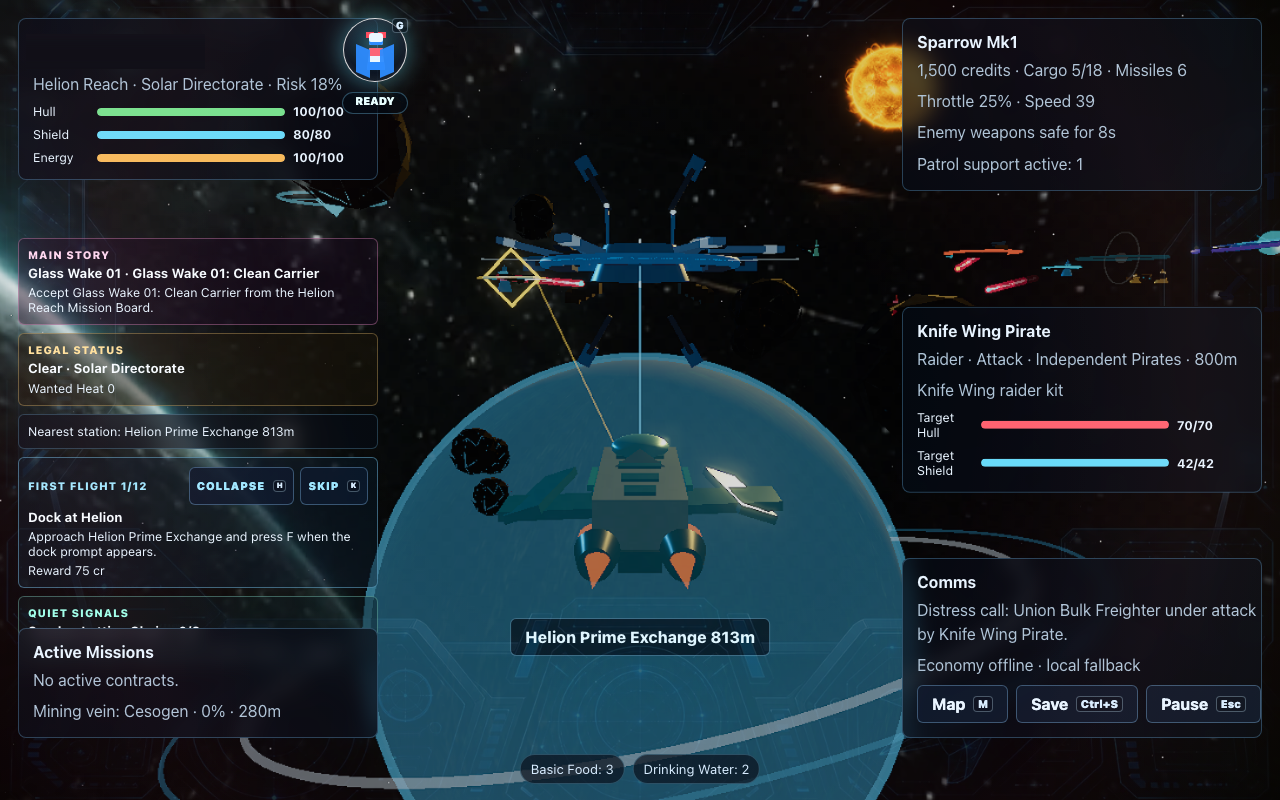 G
READY
Helion Reach · Solar Directorate · Risk 18%
Hull 100/100
Shield 80/80
Energy 100/100
MAIN STORY
Glass Wake 01 · Glass Wake 01: Clean Carrier
Accept Glass Wake 01: Clean Carrier from the Helion
Reach Mission Board.
LEGAL STATUS
Clear · Solar Directorate
Wanted Heat 0
Nearest station: Helion Prime Exchange 813m
FIRST FLIGHT 1/12
COLLAPSE H
SKIP K
Dock at Helion
Approach Helion Prime Exchange and press F when the
dock prompt appears.
Reward 75 cr
QUIET SIGNALS
Active Missions
No active contracts.
Mining vein: Cesogen · 0% · 280m
Helion Prime Exchange 813m
Basic Food: 3
Drinking Water: 2
Sparrow Mk1
1,500 credits · Cargo 5/18 · Missiles 6
Throttle 25% · Speed 39
Enemy weapons safe for 8s
Patrol support active: 1
Knife Wing Pirate
Raider · Attack · Independent Pirates · 800m
Knife Wing raider kit
Target
Hull
70/70
Target
Shield
42/42
Comms
Distress call: Union Bulk Freighter under attack
by Knife Wing Pirate.
Economy offline · local fallback
Map M
Save Ctrl+S
Pause Esc